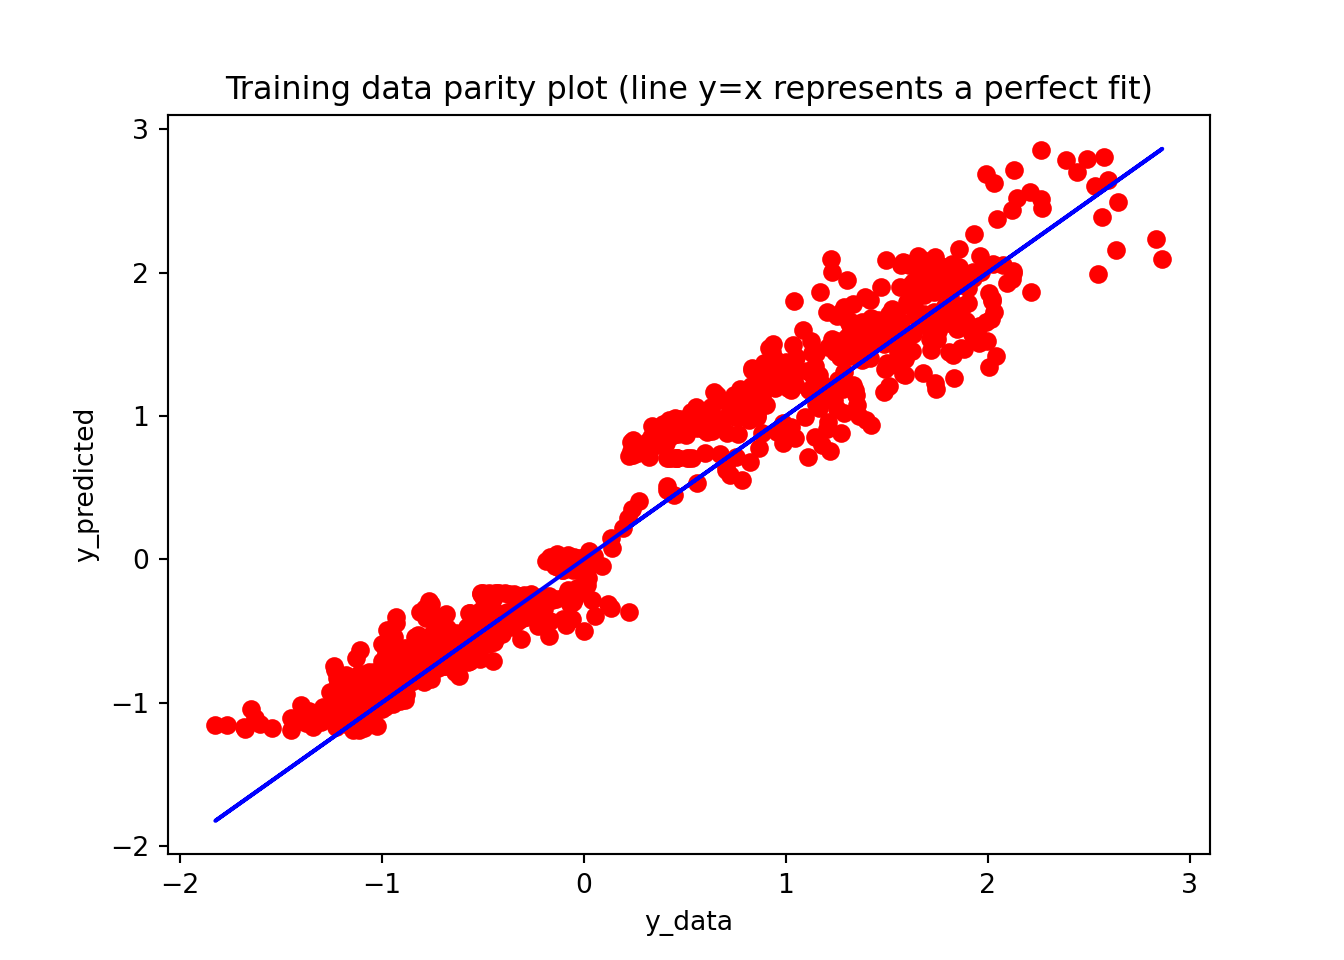 Training data parity plot (line y=x represents a perfect fit)
3
2
1
0
−1
−2
y_predicted
−2 −1 0 1 2 3
y_data